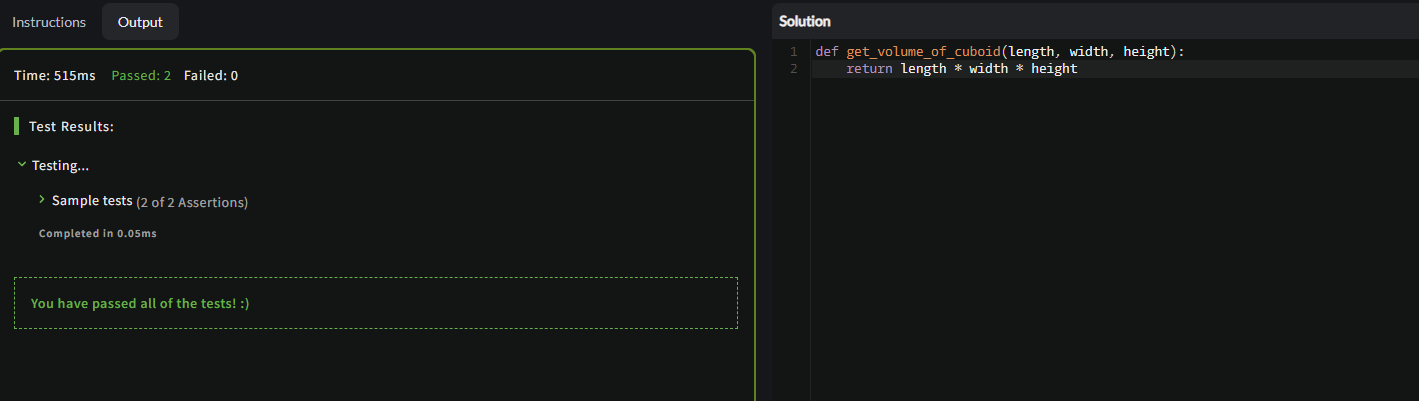 Instructions
Output
Time: 515ms Passed: 2 Failed: 0
Test Results:
Testing...
Sample tests (2 of 2 Assertions)
Completed in 0.05ms
You have passed all of the tests! :)
Solution
1 def get_volume_of_cuboid(length, width, height):
2     return length * width * height